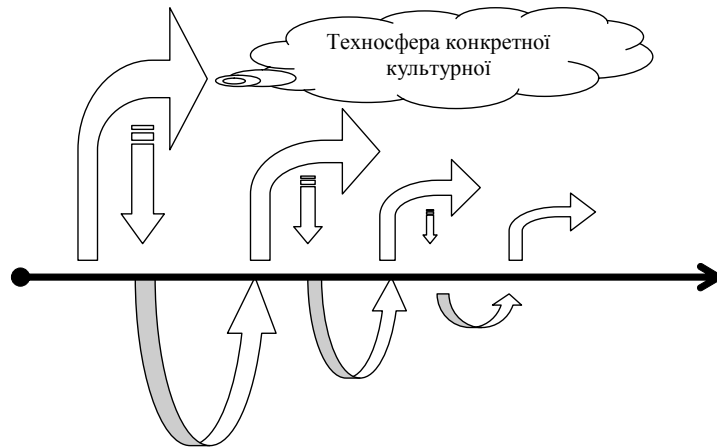 Техносфера конкретної
культурної